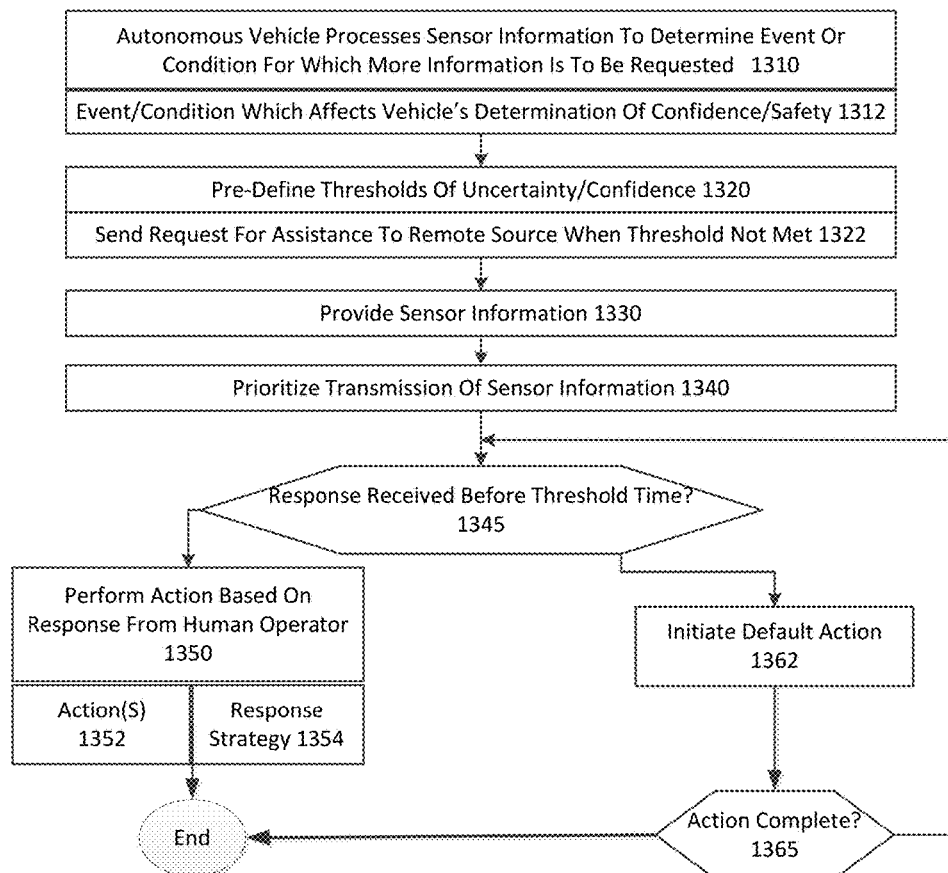 Autonomous Vehicle Processes Sensor Information To Determine Event Or
Condition For Which More Information Is To Be Requested 1310
Event/Condition Which Affects Vehicle's Determination Of Confidence/Safety 1312
Pre-Define Thresholds Of Uncertainty/Confidence 1320
Send Request For Assistance To Remote Source When Threshold Not Met 1322
Provide Sensor Information 1330
Prioritize Transmission Of Sensor Information 1340
Response Received Before Threshold Time?
1345
Perform Action Based On
Response From Human Operator
1350
Action(S)
1352
Response
Strategy 1354
Initiate Default Action
1362
End
Action Complete?
1365